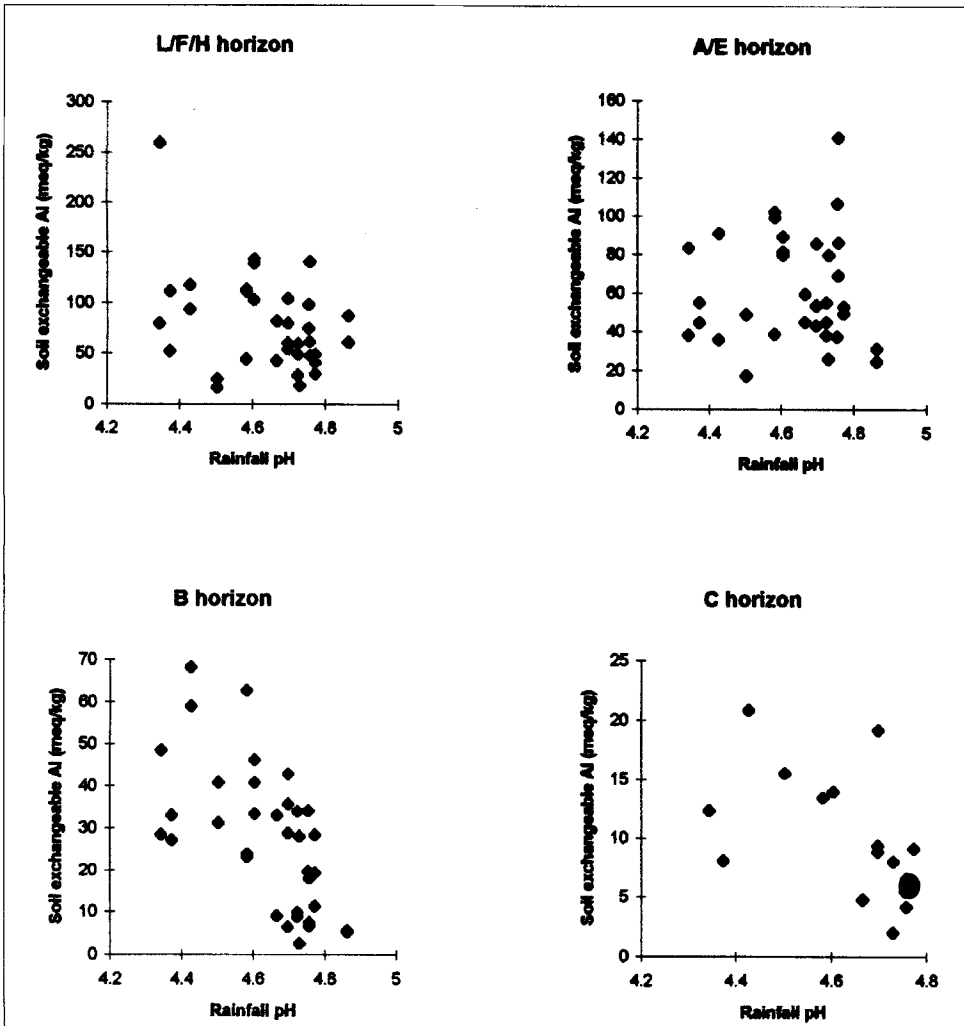 L/F/H horizon
Soil exchangeable Al (meq/kg)
300
250
200
150
100
50
0
4.2 4.4 4.6 4.8 5
Rainfall pH
A/E horizon
Soil exchangeable Al (meq/kg)
160
140
120
100
80
60
40
20
0
4.2 4.4 4.6 4.8 5
Rainfall pH
B horizon
Soil exchangeable Al (meq/kg)
70
60
50
40
30
20
10
0
4.2 4.4 4.6 4.8 5
Rainfall pH
C horizon
Soil exchangeable Al (meq/kg)
25
20
15
10
5
0
4.2 4.4 4.6 4.8
Rainfall pH